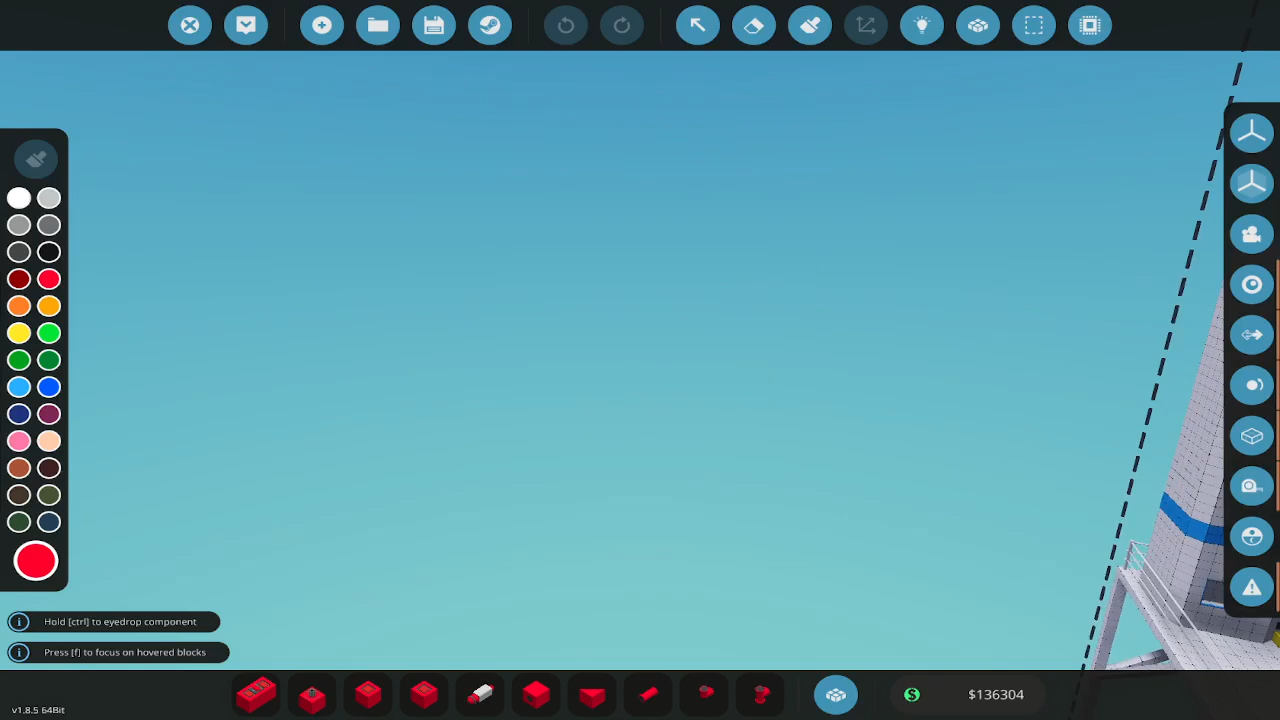 Hold [ctrl] to eyedrop component
Press [f] to focus on hovered blocks
v1.8.5 64Bit
$136304